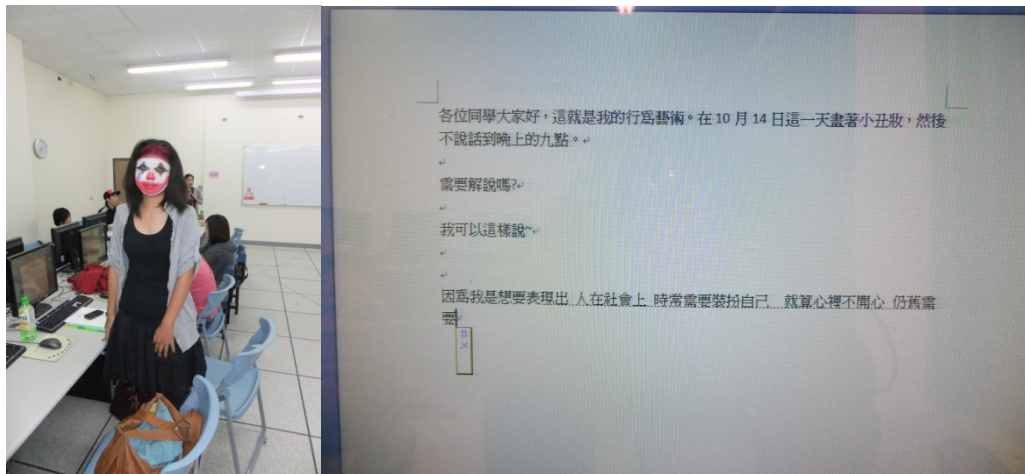 各位同學大家好，這就是我的行為藝術。在 10 月 14 日這一天畫著小丑妝，然後
不說話到晚上的九點。
需要解說嗎?
我可以這樣說~
因為我是想要表現出 人在社會上 時常需要裝扮自己 就算心裡不開心 仍舊需
要
ㄇㄨ